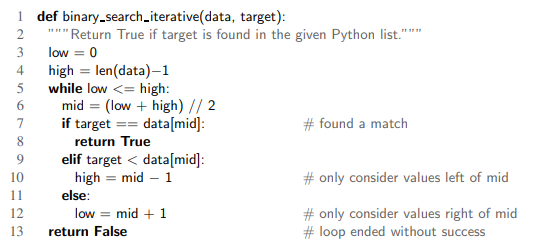 1 def binary_search_iterative(data, target):
2 """Return True if target is found in the given Python list."""
3 low = 0
4 high = len(data)−1
5 while low <= high:
6 mid = (low + high) // 2
7 if target == data[mid]: # found a match
8 return True
9 elif target < data[mid]:
10 high = mid − 1 # only consider values left of mid
11 else:
12 low = mid + 1 # only consider values right of mid
13 return False # loop ended without success